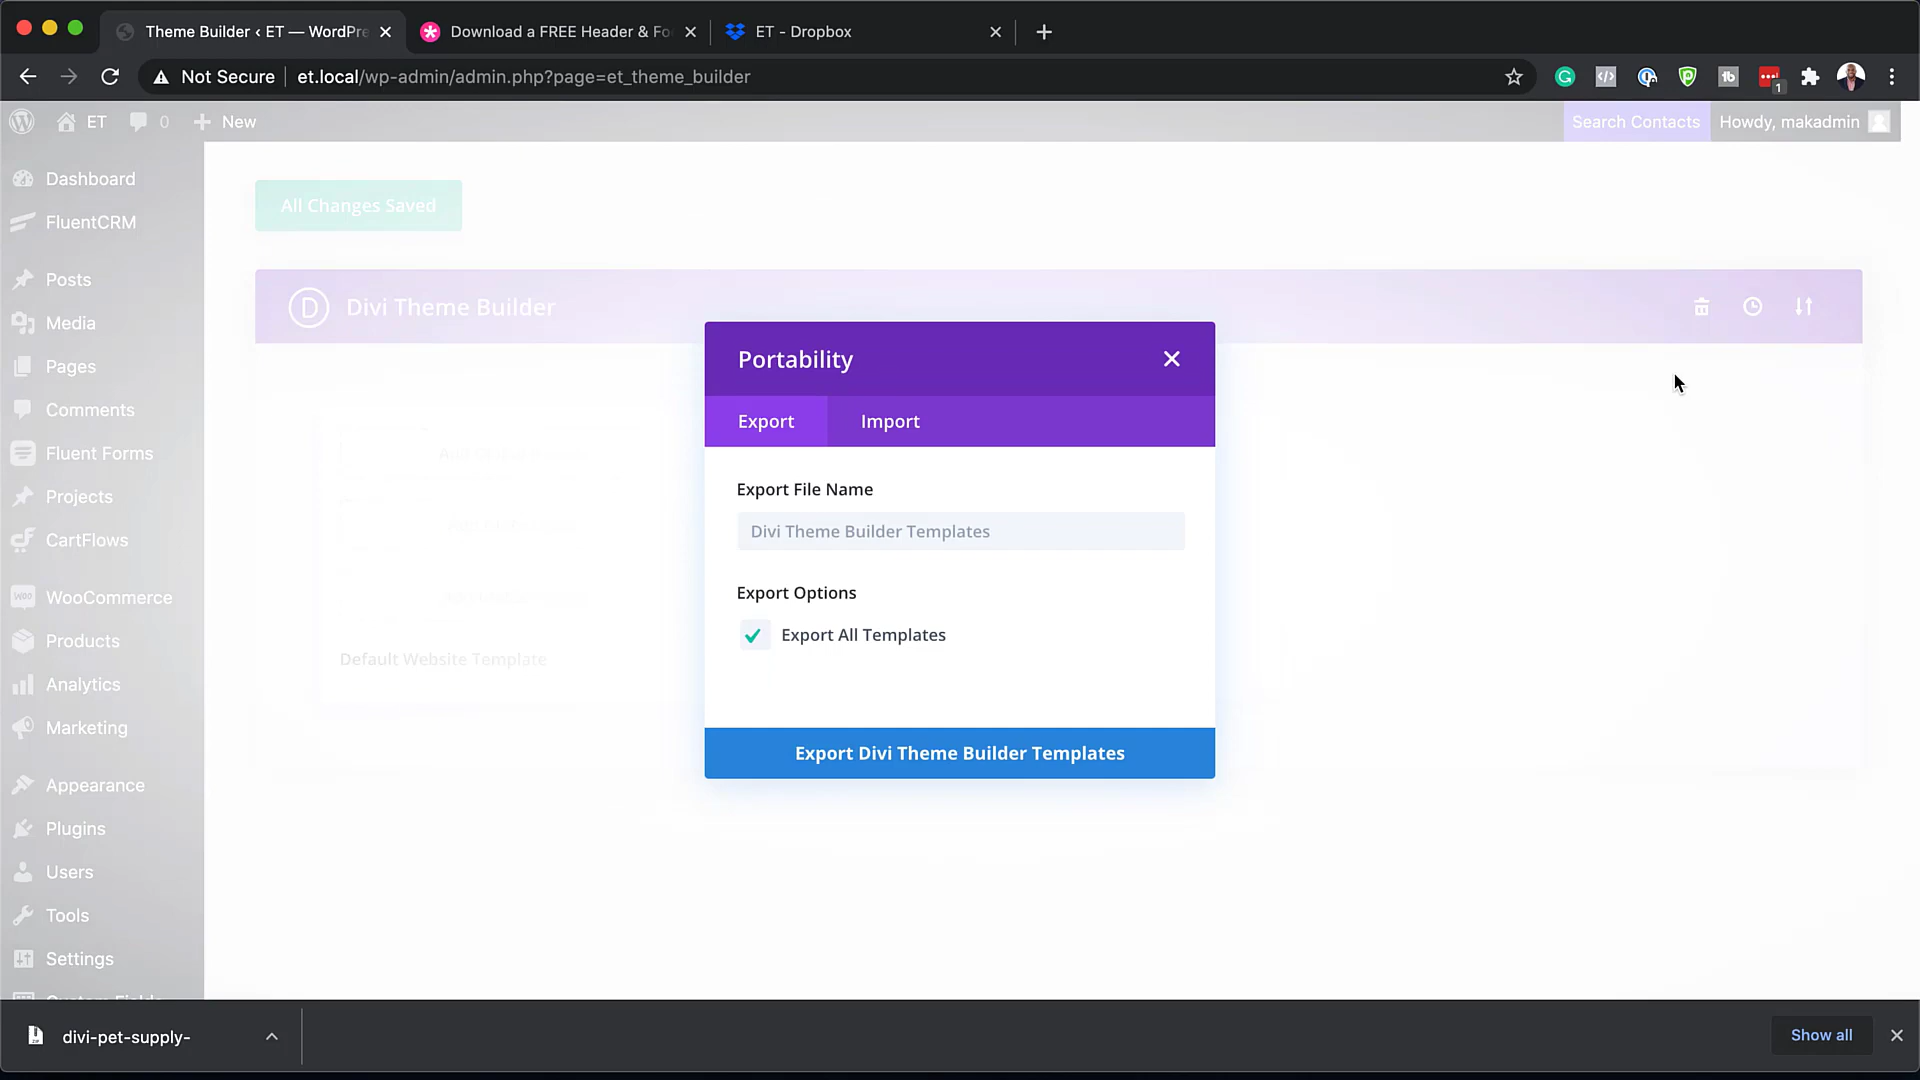 Theme Builder ‹ ET — WordPre
Download a FREE Header & Fo
ET - Dropbox
Not Secure
et.local/wp-admin/admin.php?page=et_theme_builder
1
ET
0
New
Search Contacts
Howdy, makadmin
Dashboard
FluentCRM
Posts
Media
Pages
Comments
Fluent Forms
Projects
CartFlows
WooCommerce
Products
Analytics
Marketing
Appearance
Plugins
Users
Tools
Settings
Custom Fields
All Changes Saved
D
Divi Theme Builder
Default Website Template
Portability
Export
Import
Export File Name
Divi Theme Builder Templates
Export Options
Export All Templates
Export Divi Theme Builder Templates
divi-pet-supply-
Show all